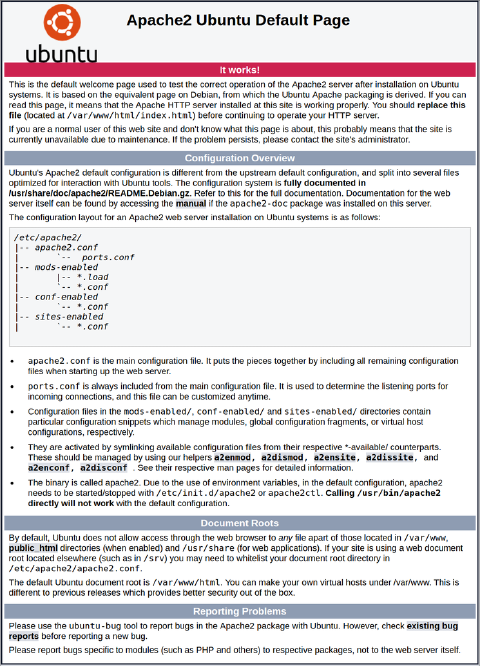 ubuntu
Apache2 Ubuntu Default Page
It works!
This is the default welcome page used to test the correct operation of the Apache2 server after installation on Ubuntu
systems. It is based on the equivalent page on Debian, from which the Ubuntu Apache packaging is derived. If you can
read this page, it means that the Apache HTTP server installed at this site is working properly. You should replace this
file (located at /var/www/html/index.html) before continuing to operate your HTTP server.
If you are a normal user of this web site and don't know what this page is about, this probably means that the site is
currently unavailable due to maintenance. If the problem persists, please contact the site's administrator.
Configuration Overview
Ubuntu's Apache2 default configuration is different from the upstream default configuration, and split into several files
optimized for interaction with Ubuntu tools. The configuration system is fully documented in
/usr/share/doc/apache2/README.Debian.gz. Refer to this for the full documentation. Documentation for the web
server itself can be found by accessing the manual if the apache2-doc package was installed on this server.
The configuration layout for an Apache2 web server installation on Ubuntu systems is as follows:
/etc/apache2/
|-- apache2.conf
|       `--  ports.conf
|-- mods-enabled
|       |-- *.load
|       `-- *.conf
|-- conf-enabled
|       `-- *.conf
|-- sites-enabled
|       `-- *.conf
• apache2.conf is the main configuration file. It puts the pieces together by including all remaining configuration
files when starting up the web server.
• ports.conf is always included from the main configuration file. It is used to determine the listening ports for
incoming connections, and this file can be customized anytime.
• Configuration files in the mods-enabled/, conf-enabled/ and sites-enabled/ directories contain
particular configuration snippets which manage modules, global configuration fragments, or virtual host
configurations, respectively.
• They are activated by symlinking available configuration files from their respective *-available/ counterparts.
These should be managed by using our helpers a2enmod, a2dismod, a2ensite, a2dissite, and
a2enconf, a2disconf . See their respective man pages for detailed information.
• The binary is called apache2. Due to the use of environment variables, in the default configuration, apache2
needs to be started/stopped with /etc/init.d/apache2 or apache2ctl. Calling /usr/bin/apache2
directly will not work with the default configuration.
Document Roots
By default, Ubuntu does not allow access through the web browser to any file apart of those located in /var/www,
public_html directories (when enabled) and /usr/share (for web applications). If your site is using a web document
root located elsewhere (such as in /srv) you may need to whitelist your document root directory in
/etc/apache2/apache2.conf.
The default Ubuntu document root is /var/www/html. You can make your own virtual hosts under /var/www. This is
different to previous releases which provides better security out of the box.
Reporting Problems
Please use the ubuntu-bug tool to report bugs in the Apache2 package with Ubuntu. However, check existing bug
reports before reporting a new bug.
Please report bugs specific to modules (such as PHP and others) to respective packages, not to the web server itself.